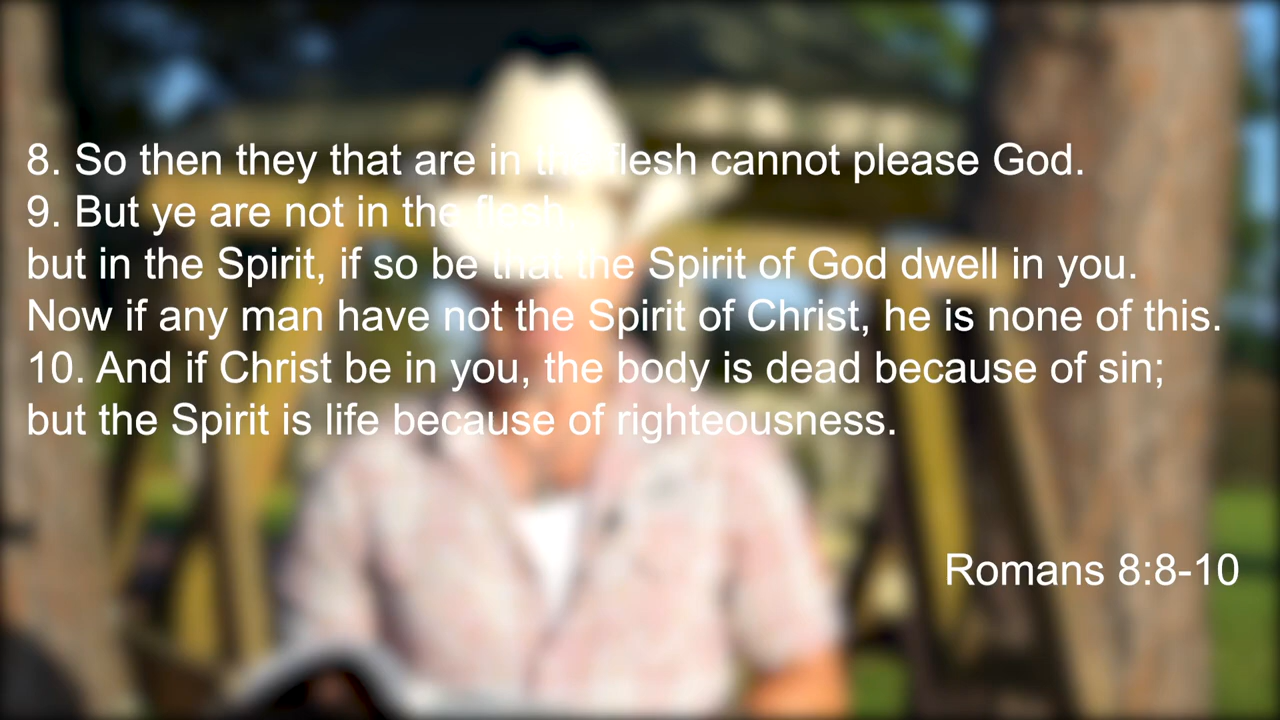 8. So then they that are in the flesh cannot please God.
9. But ye are not in the flesh,
but in the Spirit, if so be that the Spirit of God dwell in you.
Now if any man have not the Spirit of Christ, he is none of this.
10. And if Christ be in you, the body is dead because of sin;
but the Spirit is life because of righteousness.
Romans 8:8-10